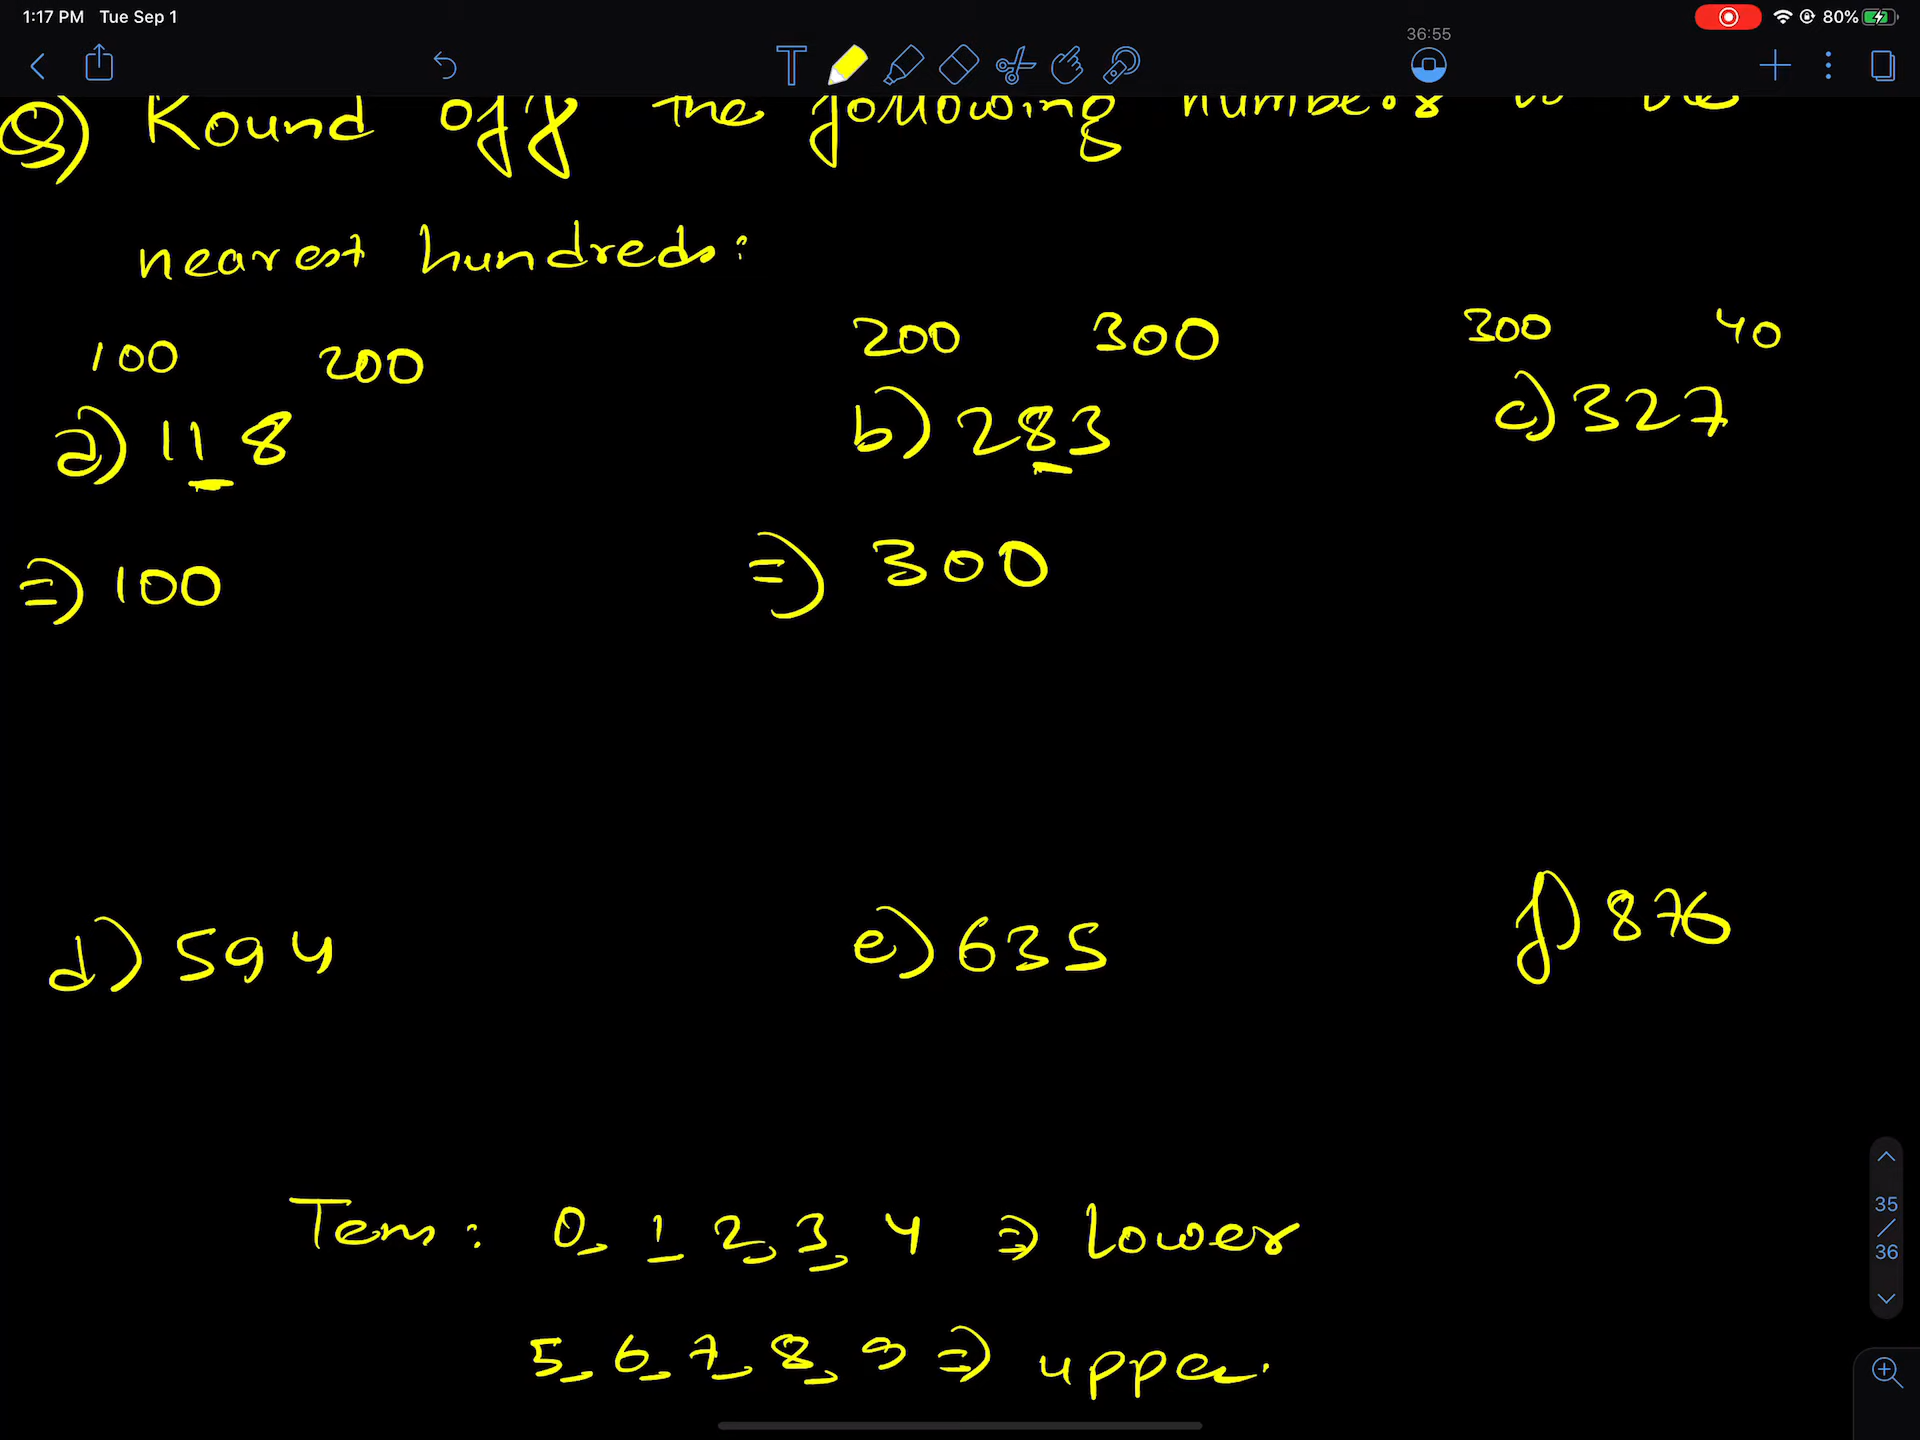 1:17 PM Tue Sep 1
80%
36:55
Q) Round off the following numbers to the
nearest hundreds:
100 200 200 300 300 40
a) 118 b) 283 c) 327
=) 100 =) 300
d) 594 e) 635 f) 876
Tens: 0, 1 2, 3, 4 => Lower
5, 6, 7, 8, 9 =) upper.
35
/
36